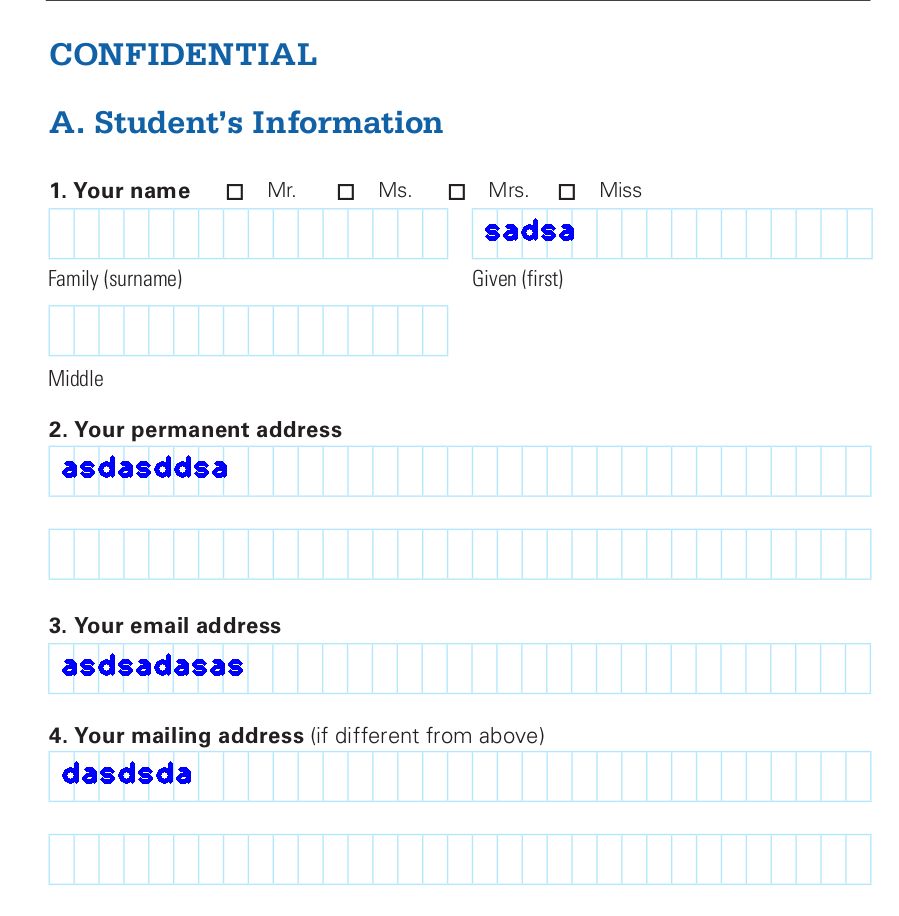 CONFIDENTIAL
A. Student's Information
1. Your name Mr. Ms. Mrs. Miss
sadsa
Family (surname) Given (first)
Middle
2. Your permanent address
asdasddsa
3. Your email address
asdsadasas
4. Your mailing address (if different from above)
dasdsda